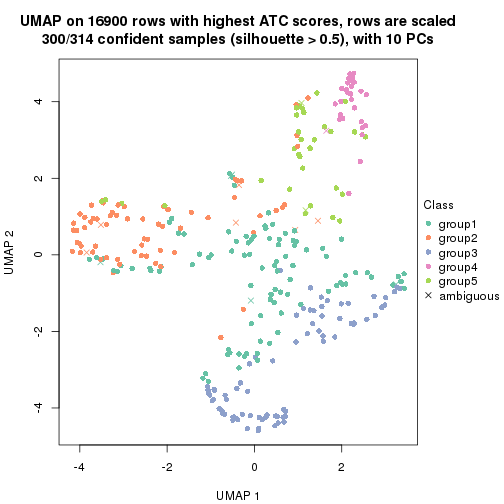 UMAP on 16900 rows with highest ATC scores, rows are scaled
300/314 confident samples (silhouette > 0.5), with 10 PCs
4
2
0
-2
-4
UMAP 2
-4
-2
0
2
UMAP 1
Class
group1
group2
group3
group4
group5
ambiguous